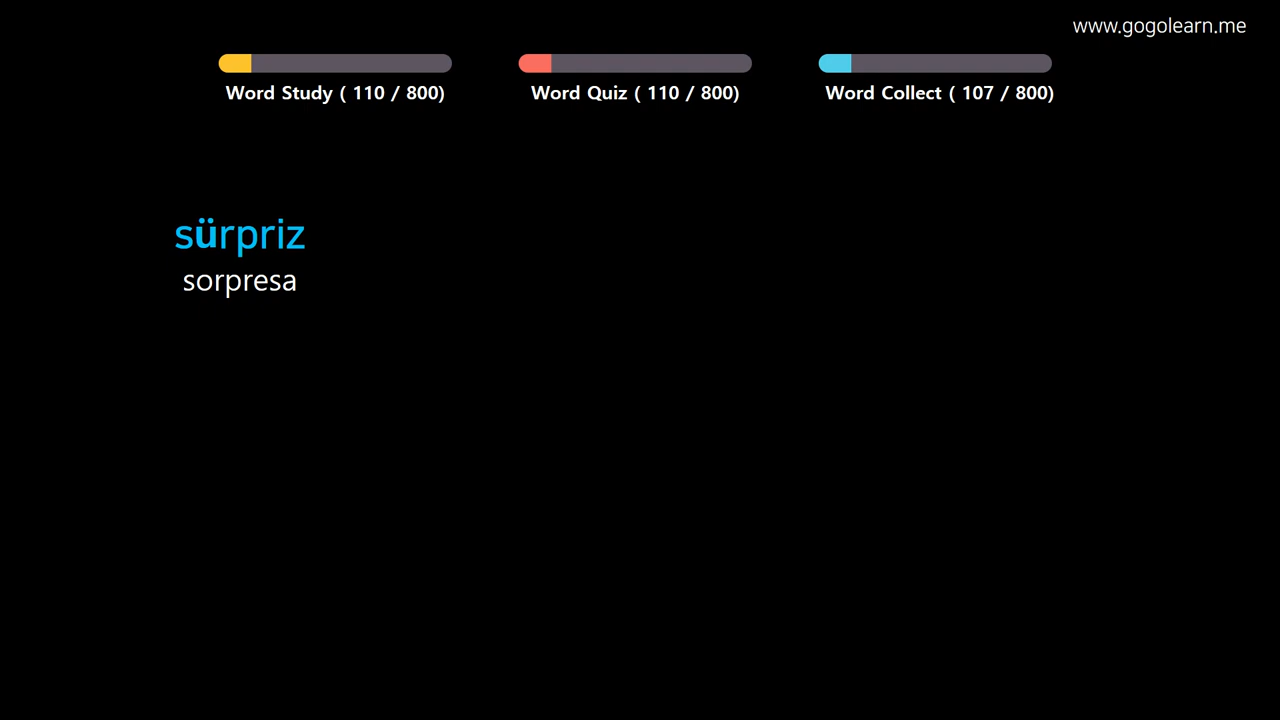 www.gogolearn.me
Word Study ( 110 / 800)
Word Quiz ( 110 / 800)
Word Collect ( 107 / 800)
sürpriz
sorpresa